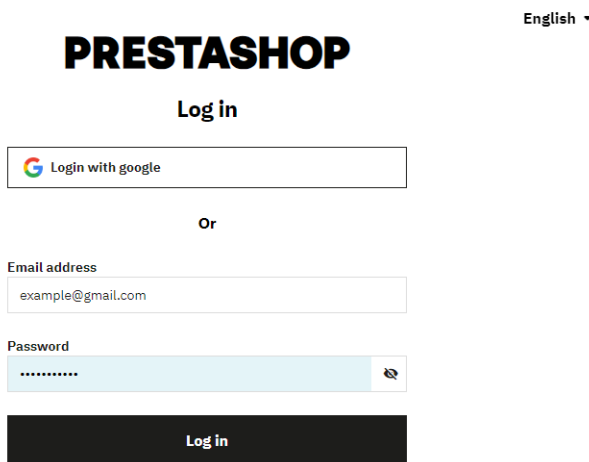 English
PRESTASHOP
Log in
Login with google
Or
Email address
example@gmail.com
Password
•••••••••••
Log in